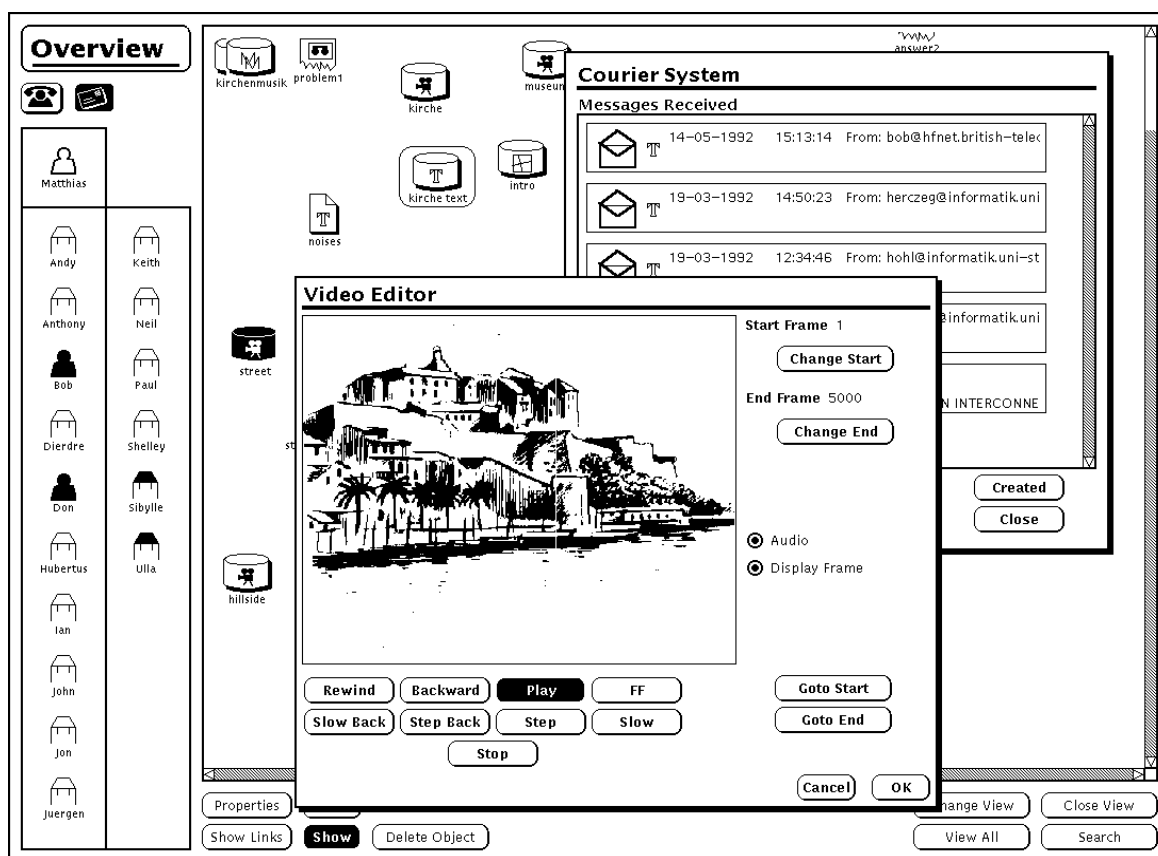 Overview
Matthias
Andy
Keith
Anthony
Neil
Bob
Paul
Dierdre
Shelley
Don
Sibylle
Hubertus
Ulla
Ian
John
Jon
Juergen
kirchenmusik
problem1
kirche
museum
answer2
T
kirche text
intro
T
noises
street
st
hillside
Courier System
Messages Received
T 14-05-1992 15:13:14 From: bob@hfnet.british-telec
T 19-03-1992 14:50:23 From: herczeg@informatik.uni
T 19-03-1992 12:34:46 From: hohl@informatik.uni-st
@informatik.uni
N INTERCONNE
Created
Close
Video Editor
Start Frame 1
Change Start
End Frame 5000
Change End
Audio
Display Frame
Rewind Backward Play FF
Goto Start
Slow Back Step Back Step Slow
Goto End
Stop
Cancel OK
Properties
hange View Close View
Show Links Show Delete Object
View All Search